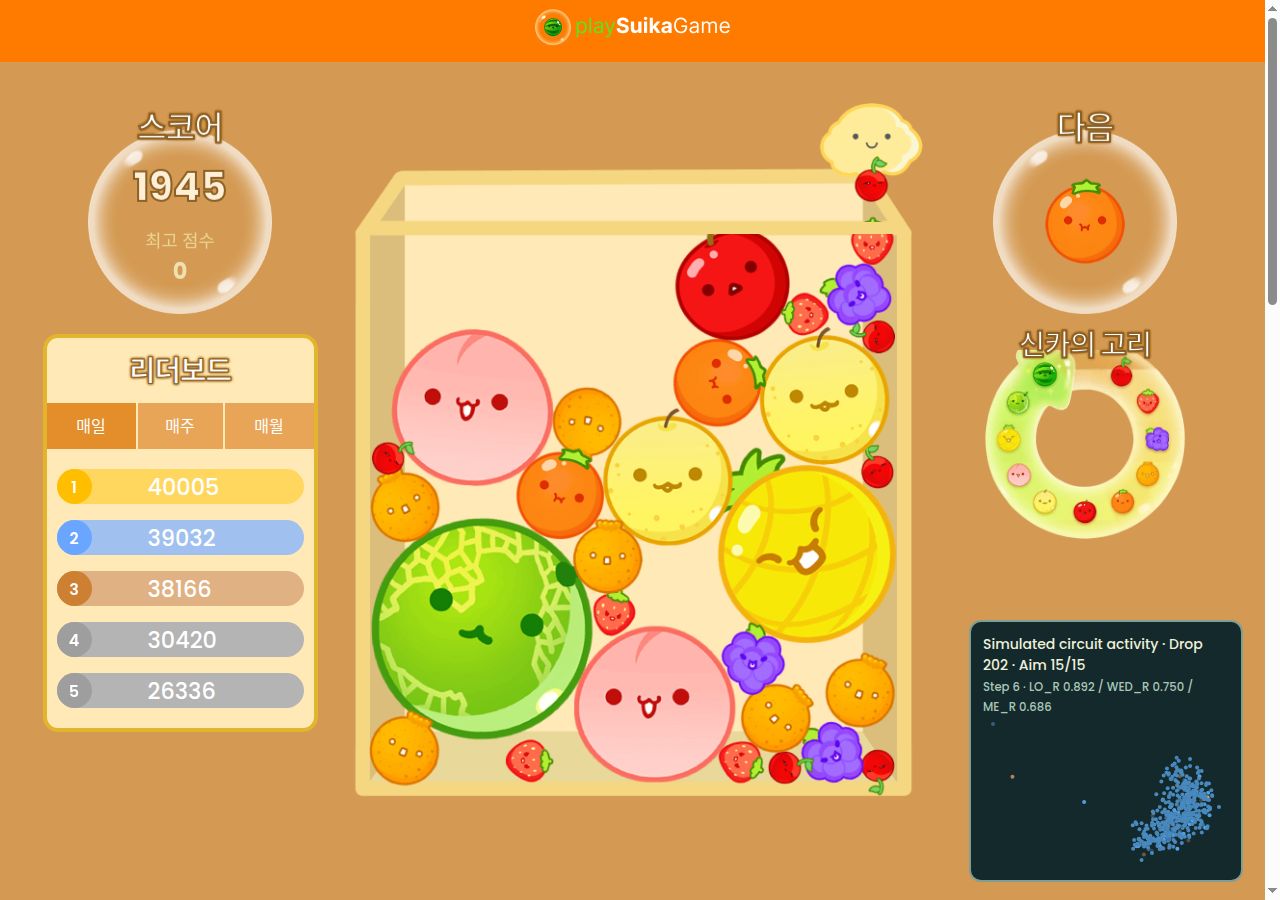 playSuikaGame
스코어
1945
최고 점수
0
다음
리더보드
매일 매주 매월
1 40005
2 39032
3 38166
4 30420
5 26336
신카의 고리
Simulated circuit activity · Drop
202 · Aim 15/15
Step 6 · LO_R 0.892 / WED_R 0.750 /
ME_R 0.686